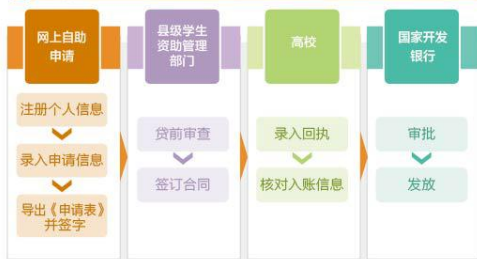 网上自助
申请
注册个人信息
录入申请信息
导出《申请表》
并签字
县级学生
资助管理
部门
贷前审查
签订合同
高校
录入回执
核对入账信息
国家开发
银行
审批
发放